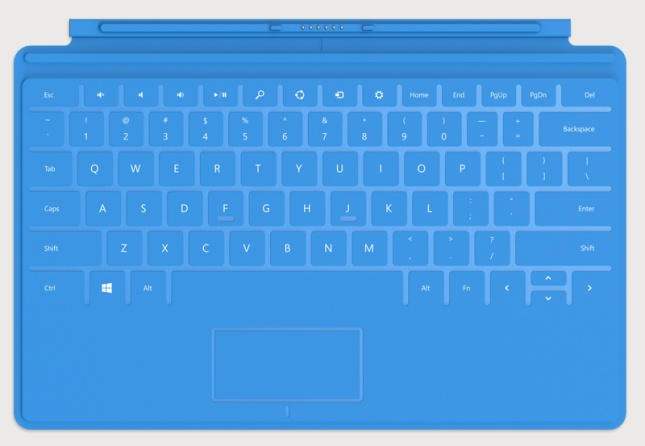 Esc Home End PgUp PgDn Del
~ ! @ # $ % ^ & * ( ) — +
` 1 2 3 4 5 6 7 8 9 0 - = Backspace
Tab Q W E R T Y U I O P
Caps A S D F G H J K L : " Enter
;
Shift Z X C V B N M < > ? Shift
, . /
Ctrl Alt Alt Fn